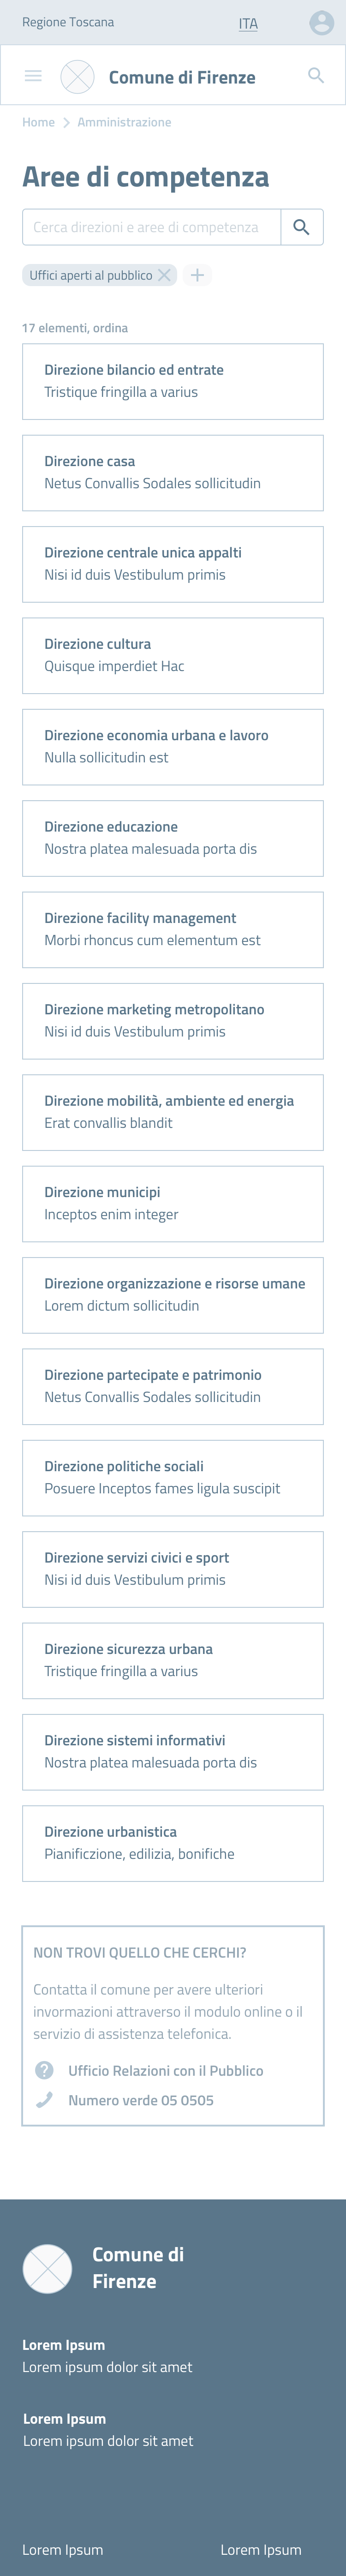 Regione Toscana
ITA
Comune di Firenze
Home
Amministrazione
Aree di competenza
Cerca direzioni e aree di competenza
Uffici aperti al pubblico
17 elementi, ordina
Direzione bilancio ed entrate
Tristique fringilla a varius
Direzione casa
Netus Convallis Sodales sollicitudin
Direzione centrale unica appalti
Nisi id duis Vestibulum primis
Direzione cultura
Quisque imperdiet Hac
Direzione economia urbana e lavoro
Nulla sollicitudin est
Direzione educazione
Nostra platea malesuada porta dis
Direzione facility management
Morbi rhoncus cum elementum est
Direzione marketing metropolitano
Nisi id duis Vestibulum primis
Direzione mobilità, ambiente ed energia
Erat convallis blandit
Direzione municipi
Inceptos enim integer
Direzione organizzazione e risorse umane
Lorem dictum sollicitudin
Direzione partecipate e patrimonio
Netus Convallis Sodales sollicitudin
Direzione politiche sociali
Posuere Inceptos fames ligula suscipit
Direzione servizi civici e sport
Nisi id duis Vestibulum primis
Direzione sicurezza urbana
Tristique fringilla a varius
Direzione sistemi informativi
Nostra platea malesuada porta dis
Direzione urbanistica
Pianificzione, edilizia, bonifiche
NON TROVI QUELLO CHE CERCHI?
Contatta il comune per avere ulteriori
invormazioni attraverso il modulo online o il
servizio di assistenza telefonica.
Ufficio Relazioni con il Pubblico
Numero verde 05 0505
Comune di
Firenze
Lorem Ipsum
Lorem ipsum dolor sit amet
Lorem Ipsum
Lorem ipsum dolor sit amet
Lorem Ipsum
Lorem Ipsum